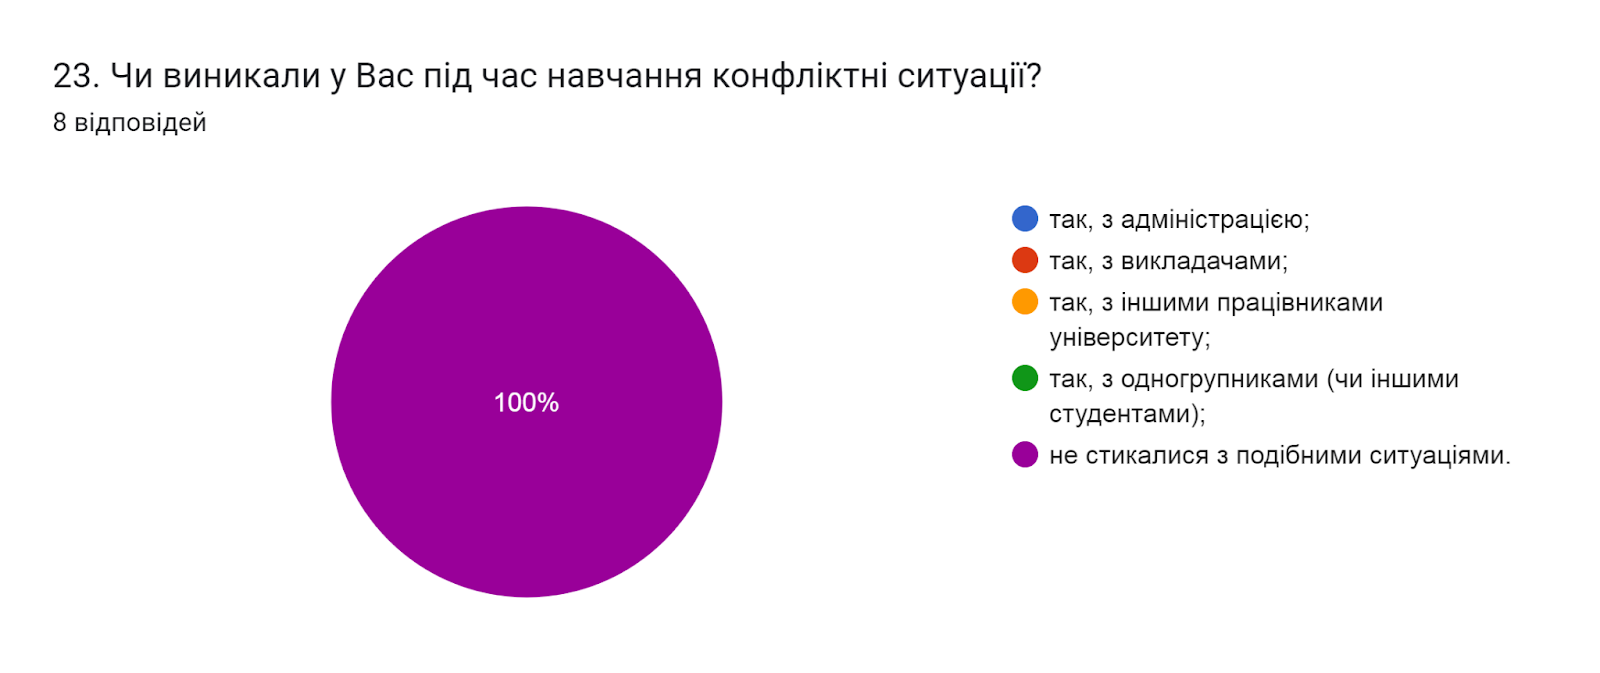 23. Чи виникали у Вас під час навчання конфліктні ситуації?
8 відповідей
100%
так, з адміністрацією;
так, з викладачами;
так, з іншими працівниками
університету;
так, з одногрупниками (чи іншими
студентами);
не стикалися з подібними ситуаціями.